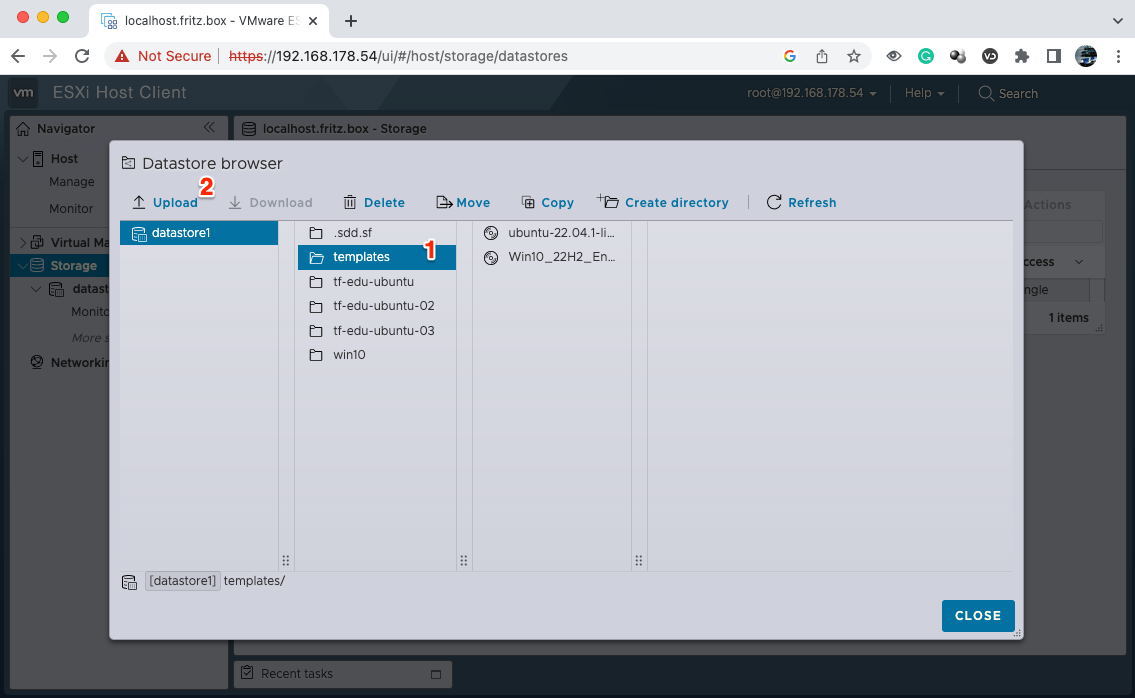 localhost.fritz.box - VMware ES
Not Secure https://192.168.178.54/ui/#/host/storage/datastores
vm ESXi Host Client
root@192.168.178.54 Help Search
Navigator
localhost.fritz.box - Storage
Host
Manage
Monitor
Actions
Virtual Ma
Storage
datast
Monito
More s
Networkin
ccess
ngle
1 items
Datastore browser
2
Upload Download Delete Move Copy Create directory Refresh
datastore1
.sdd.sf
templates
1
tf-edu-ubuntu
tf-edu-ubuntu-02
tf-edu-ubuntu-03
win10
ubuntu-22.04.1-li...
Win10_22H2_En...
[datastore1] templates/
CLOSE
Recent tasks